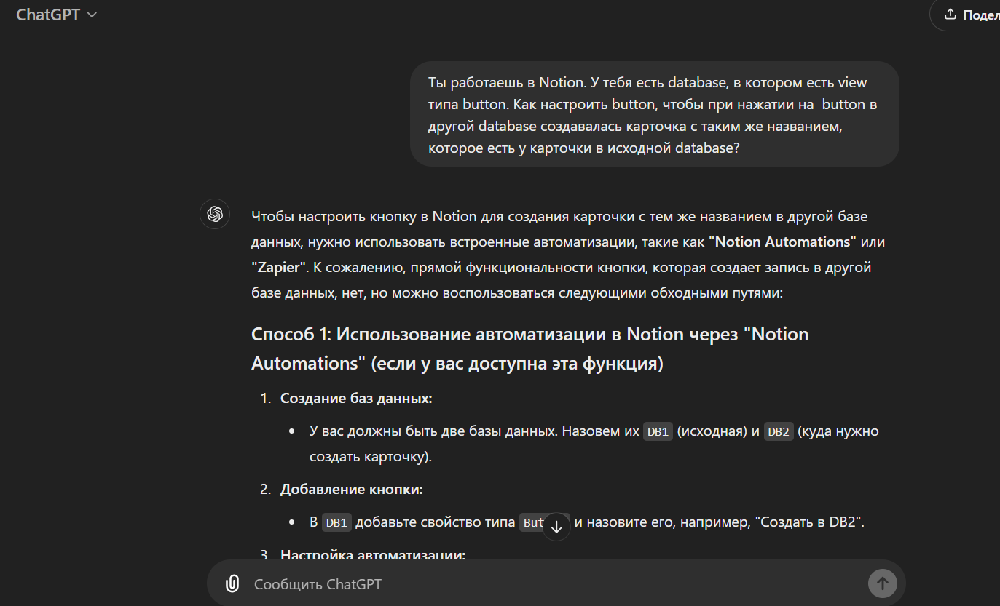 ChatGPT
Подел
Ты работаешь в Notion. У тебя есть database, в котором есть view
типа button. Как настроить button, чтобы при нажатии на button в
другой database создавалась карточка с таким же названием,
которое есть у карточки в исходной database?
Чтобы настроить кнопку в Notion для создания карточки с тем же названием в другой базе
данных, нужно использовать встроенные автоматизации, такие как "Notion Automations" или
"Zapier". К сожалению, прямой функциональности кнопки, которая создает запись в другой
базе данных, нет, но можно воспользоваться следующими обходными путями:
Способ 1: Использование автоматизации в Notion через "Notion
Automations" (если у вас доступна эта функция)
1. Создание баз данных:
• У вас должны быть две базы данных. Назовем их DB1 (исходная) и DB2 (куда нужно
создать карточку).
2. Добавление кнопки:
• В DB1 добавьте свойство типа But и назовите его, например, "Создать в DB2".
3. Настройка автоматизации:
Сообщить ChatGPT